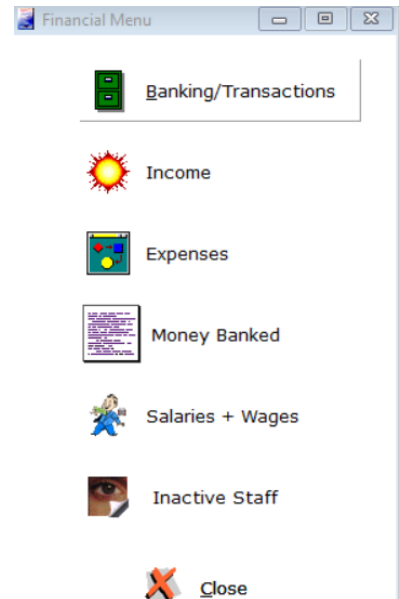 Financial Menu
Banking/Transactions
Income
Expenses
Money Banked
Salaries + Wages
Inactive Staff
Close